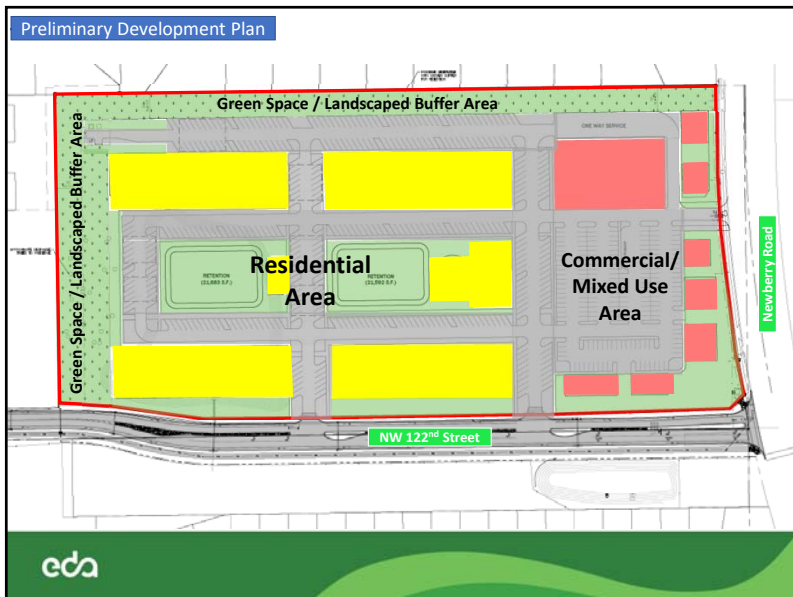 Preliminary Development Plan
Green Space / Landscaped Buffer Area
ONE WAY SERVICE
Green Space / Landscaped Buffer Area
Residential
Area
RETENTION
RETENTION
Commercial/
Mixed Use
Area
Newberry Road
NW 122nd Street
eda